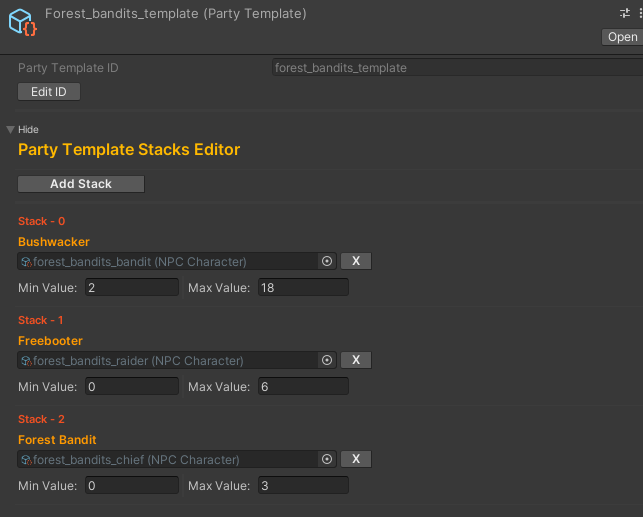 Forest_bandits_template (Party Template)
Open
Party Template ID forest_bandits_template
Edit ID
Hide
Party Template Stacks Editor
Add Stack
Stack - 0
Bushwacker
forest_bandits_bandit (NPC Character) X
Min Value: 2 Max Value: 18
Stack - 1
Freebooter
forest_bandits_raider (NPC Character) X
Min Value: 0 Max Value: 6
Stack - 2
Forest Bandit
forest_bandits_chief (NPC Character) X
Min Value: 0 Max Value: 3